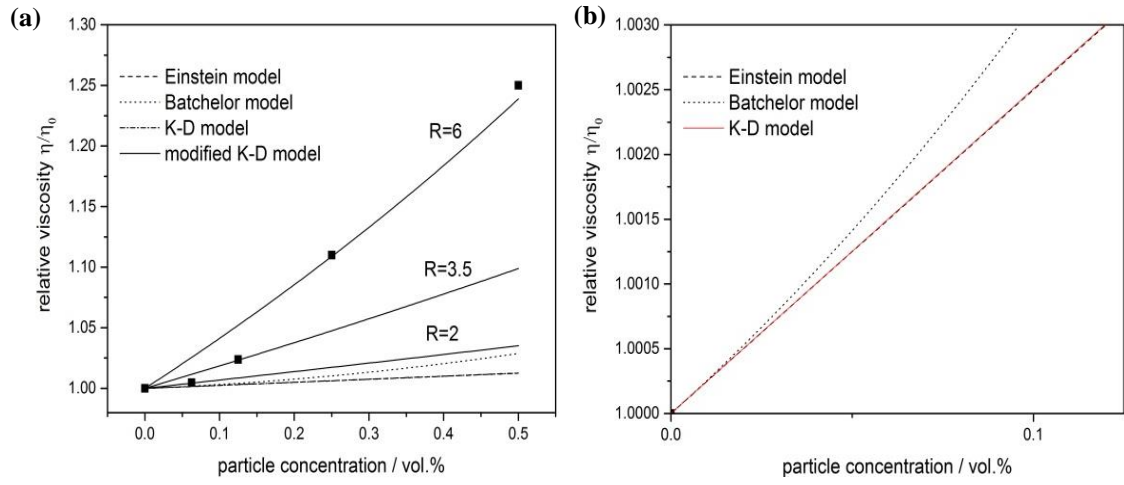 (a)
relative viscosity η/η₀
1.30
1.25
1.20
1.15
1.10
1.05
1.00
Einstein model
Batchelor model
K-D model
modified K-D model
R=6
R=3.5
R=2
0.0 0.1 0.2 0.3 0.4 0.5
particle concentration / vol.%
(b)
relative viscosity η/η₀
1.0030
1.0025
1.0020
1.0015
1.0010
1.0005
1.0000
Einstein model
Batchelor model
K-D model
0.0 0.1
particle concentration / vol.%